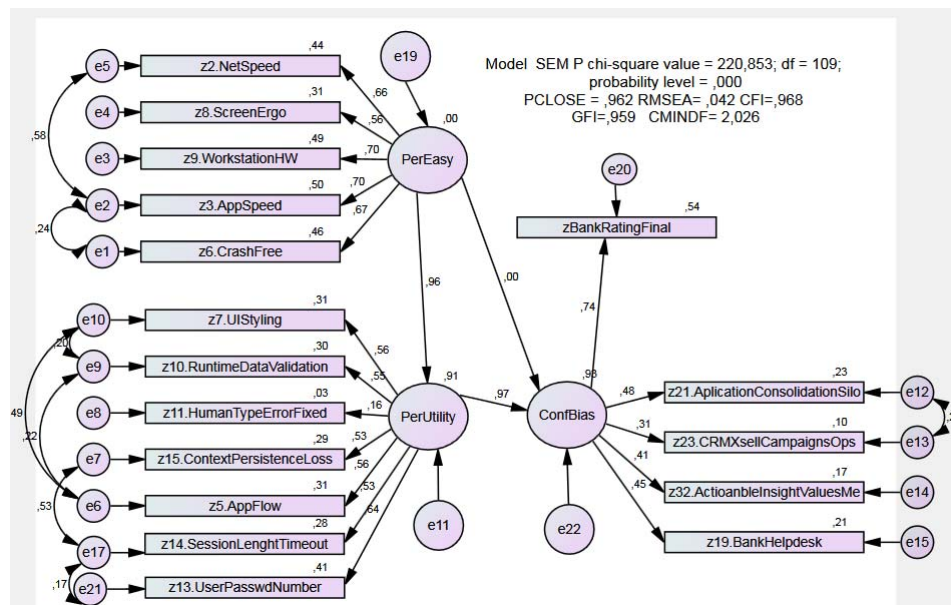 Model SEM P chi-square value = 220,853; df = 109;
probability level = ,000
PCLOSE = ,962 RMSEA= ,042 CFI=,968
GFI=,959 CMINDF= 2,026
e19
,00
PerEasy
e5
,44
z2.NetSpeed
,66
e4
,31
z8.ScreenErgo
,56
e3
,49
z9.WorkstationHW
,70
e2
,50
z3.AppSpeed
,70
e1
,46
z6.CrashFree
,67
,58
,24
e20
,54
zBankRatingFinal
,96
,00
,74
e10
,31
z7.UIStyling
,56
e9
,30
z10.RuntimeDataValidation
,55
e8
,03
z11.HumanTypeErrorFixed
,16
e7
,29
z15.ContextPersistenceLoss
,53
e6
,31
z5.AppFlow
,56
e17
,28
z14.SessionLenghtTimeout
,53
e21
,41
z13.UserPasswdNumber
,64
,20
49
,22
,53
,17
PerUtility
,91
e11
,97
ConfBias
,93
e22
,23
z21.AplicationConsolidationSilo
e12
,48
,10
z23.CRMXsellCampaignsOps
e13
,31
,17
z32.ActioanbleInsightValuesMe
e14
,41
,21
z19.BankHelpdesk
e15
,45